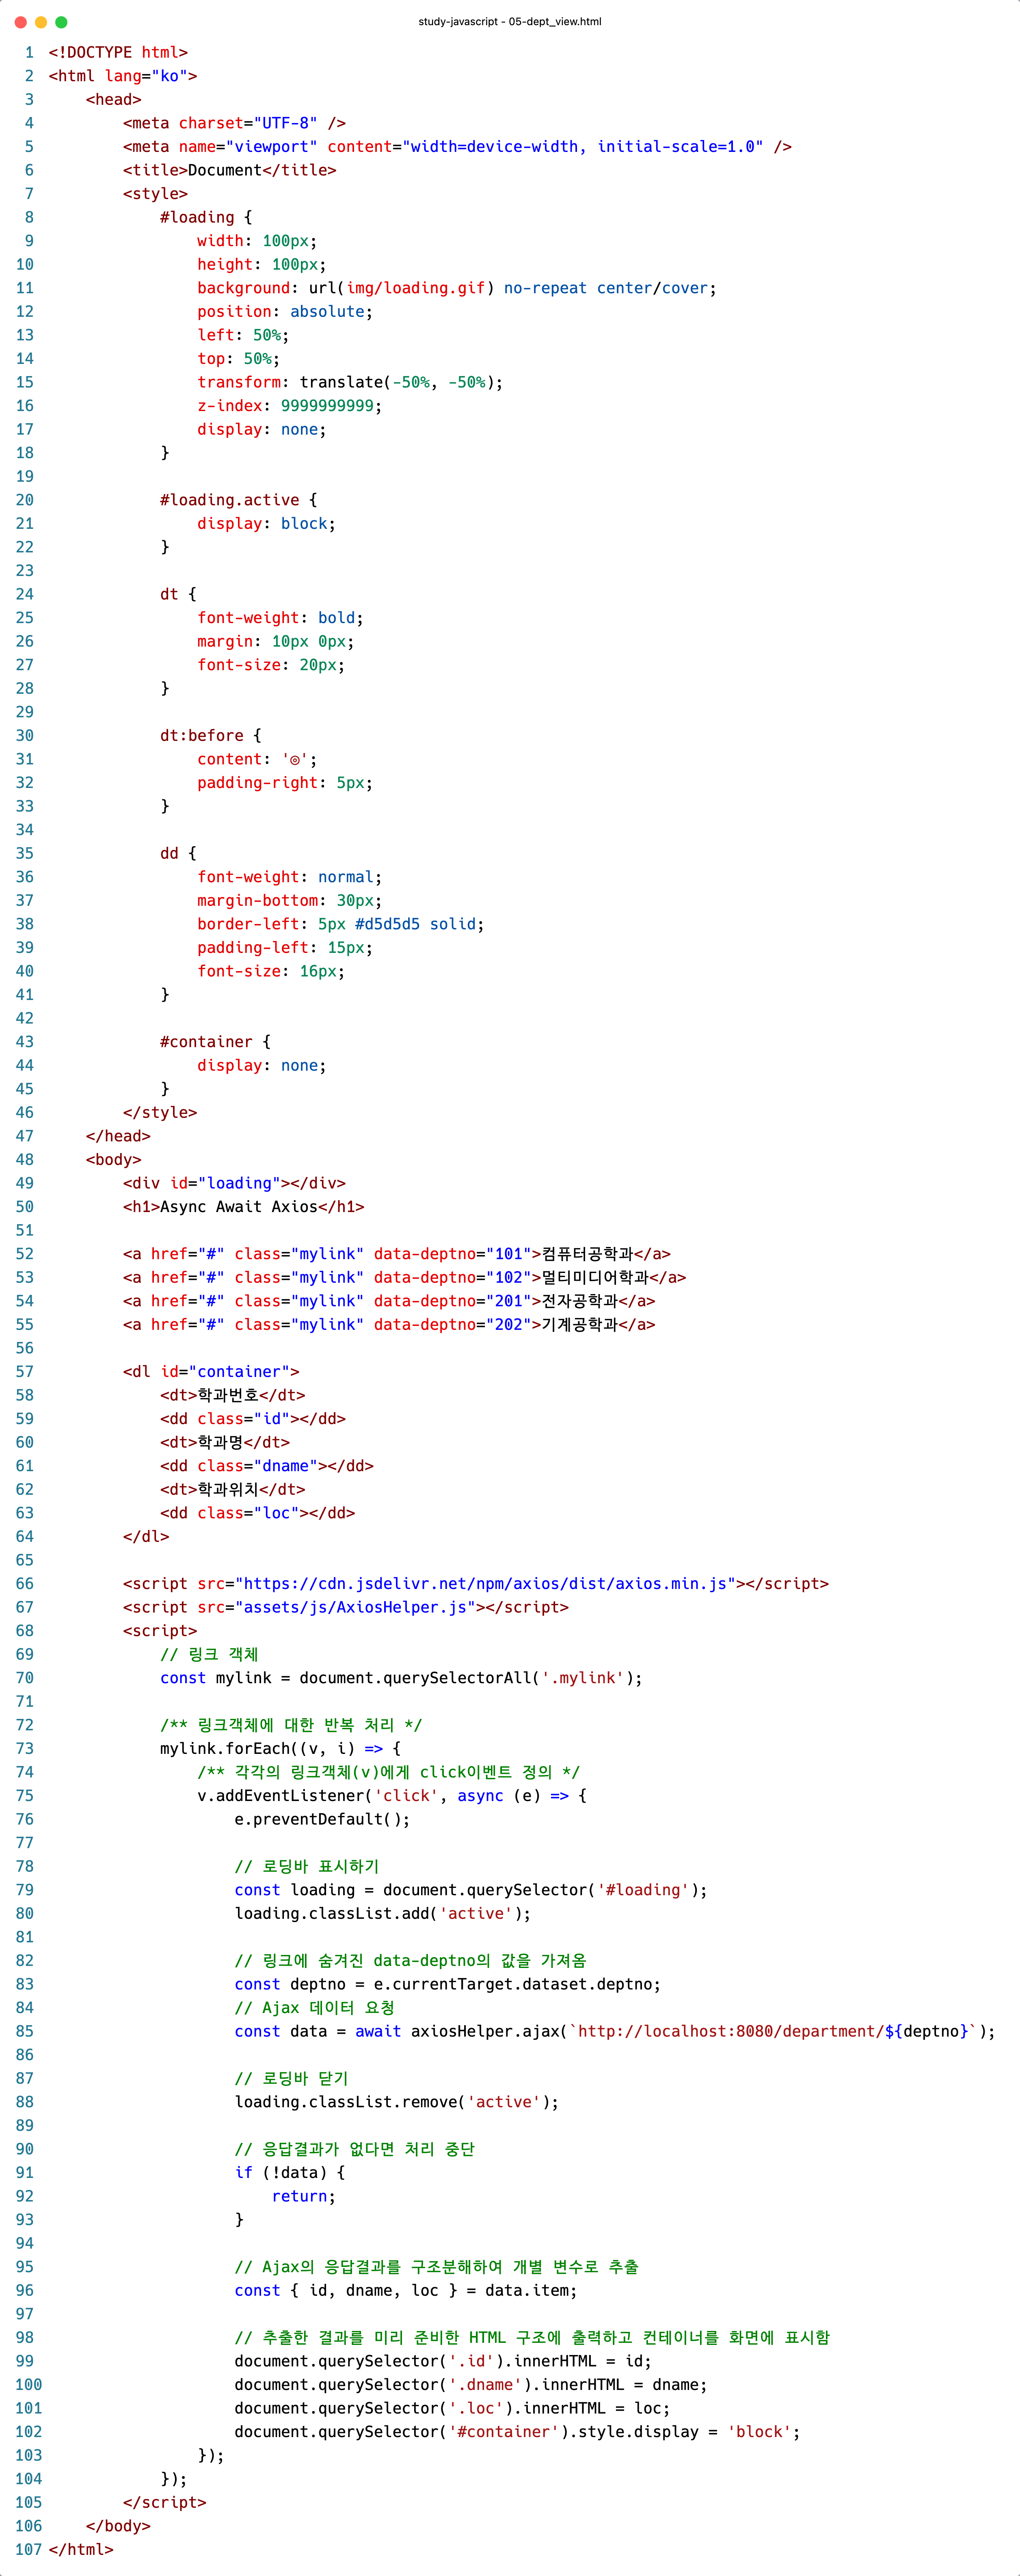 study-javascript - 05-dept_view.html
1 <!DOCTYPE html>
2 <html lang="ko">
3     <head>
4         <meta charset="UTF-8" />
5         <meta name="viewport" content="width=device-width, initial-scale=1.0" />
6         <title>Document</title>
7         <style>
8             #loading {
9                 width: 100px;
10                 height: 100px;
11                 background: url(img/loading.gif) no-repeat center/cover;
12                 position: absolute;
13                 left: 50%;
14                 top: 50%;
15                 transform: translate(-50%, -50%);
16                 z-index: 9999999999;
17                 display: none;
18             }
19
20             #loading.active {
21                 display: block;
22             }
23
24             dt {
25                 font-weight: bold;
26                 margin: 10px 0px;
27                 font-size: 20px;
28             }
29
30             dt:before {
31                 content: '◎';
32                 padding-right: 5px;
33             }
34
35             dd {
36                 font-weight: normal;
37                 margin-bottom: 30px;
38                 border-left: 5px #d5d5d5 solid;
39                 padding-left: 15px;
40                 font-size: 16px;
41             }
42
43             #container {
44                 display: none;
45             }
46         </style>
47     </head>
48     <body>
49         <div id="loading"></div>
50         <h1>Async Await Axios</h1>
51
52         <a href="#" class="mylink" data-deptno="101">컴퓨터공학과</a>
53         <a href="#" class="mylink" data-deptno="102">멀티미디어학과</a>
54         <a href="#" class="mylink" data-deptno="201">전자공학과</a>
55         <a href="#" class="mylink" data-deptno="202">기계공학과</a>
56
57         <dl id="container">
58             <dt>학과번호</dt>
59             <dd class="id"></dd>
60             <dt>학과명</dt>
61             <dd class="dname"></dd>
62             <dt>학과위치</dt>
63             <dd class="loc"></dd>
64         </dl>
65
66         <script src="https://cdn.jsdelivr.net/npm/axios/dist/axios.min.js"></script>
67         <script src="assets/js/AxiosHelper.js"></script>
68         <script>
69             // 링크 객체
70             const mylink = document.querySelectorAll('.mylink');
71
72             /** 링크객체에 대한 반복 처리 */
73             mylink.forEach((v, i) => {
74                 /** 각각의 링크객체(v)에게 click이벤트 정의 */
75                 v.addEventListener('click', async (e) => {
76                     e.preventDefault();
77
78                     // 로딩바 표시하기
79                     const loading = document.querySelector('#loading');
80                     loading.classList.add('active');
81
82                     // 링크에 숨겨진 data-deptno의 값을 가져옴
83                     const deptno = e.currentTarget.dataset.deptno;
84                     // Ajax 데이터 요청
85                     const data = await axiosHelper.ajax(`http://localhost:8080/department/${deptno}`);
86
87                     // 로딩바 닫기
88                     loading.classList.remove('active');
89
90                     // 응답결과가 없다면 처리 중단
91                     if (!data) {
92                         return;
93                     }
94
95                     // Ajax의 응답결과를 구조분해하여 개별 변수로 추출
96                     const { id, dname, loc } = data.item;
97
98                     // 추출한 결과를 미리 준비한 HTML 구조에 출력하고 컨테이너를 화면에 표시함
99                     document.querySelector('.id').innerHTML = id;
100                     document.querySelector('.dname').innerHTML = dname;
101                     document.querySelector('.loc').innerHTML = loc;
102                     document.querySelector('#container').style.display = 'block';
103                 });
104             });
105         </script>
106     </body>
107 </html>